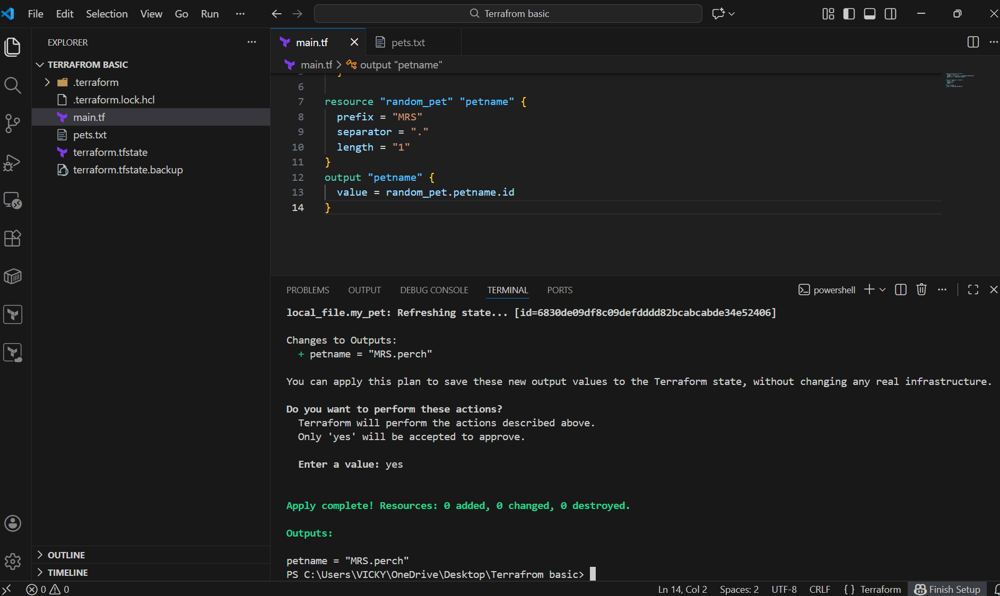 File Edit Selection View Go Run ···
Terrafrom basic
EXPLORER
TERRAFROM BASIC
.terraform
.terraform.lock.hcl
main.tf
pets.txt
terraform.tfstate
terraform.tfstate.backup
OUTLINE
TIMELINE
main.tf
pets.txt
main.tf > output "petname"
}
6
7 resource "random_pet" "petname" {
8 prefix = "MRS"
9 separator = "."
10 length = "1"
11 }
12 output "petname" {
13 value = random_pet.petname.id
14 }
PROBLEMS OUTPUT DEBUG CONSOLE TERMINAL PORTS
powershell
local_file.my_pet: Refreshing state... [id=6830de09df8c09defdddd82bcabcabde34e52406]
Changes to Outputs:
+ petname = "MRS.perch"
You can apply this plan to save these new output values to the Terraform state, without changing any real infrastructure.
Do you want to perform these actions?
Terraform will perform the actions described above.
Only 'yes' will be accepted to approve.
Enter a value: yes
Apply complete! Resources: 0 added, 0 changed, 0 destroyed.
Outputs:
petname = "MRS.perch"
PS C:\Users\VICKY\OneDrive\Desktop\Terrafrom basic>
0 0
Ln 14, Col 2 Spaces: 2 UTF-8 CRLF { } Terraform Finish Setup